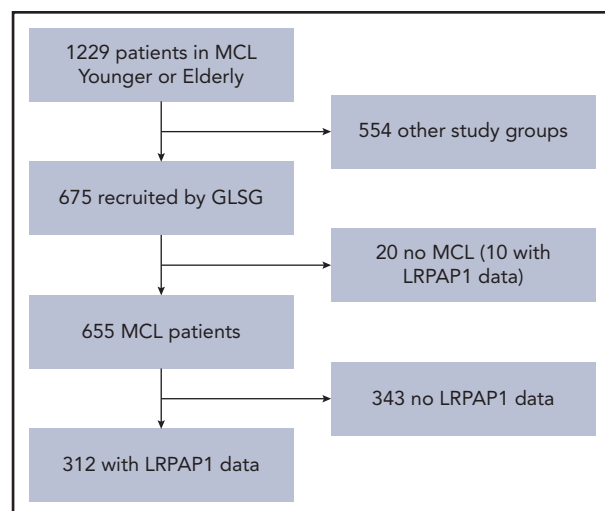 1229 patients in MCL
Younger or Elderly
554 other study groups
675 recruited by GLSG
20 no MCL (10 with
LRPAP1 data)
655 MCL patients
343 no LRPAP1 data
312 with LRPAP1 data